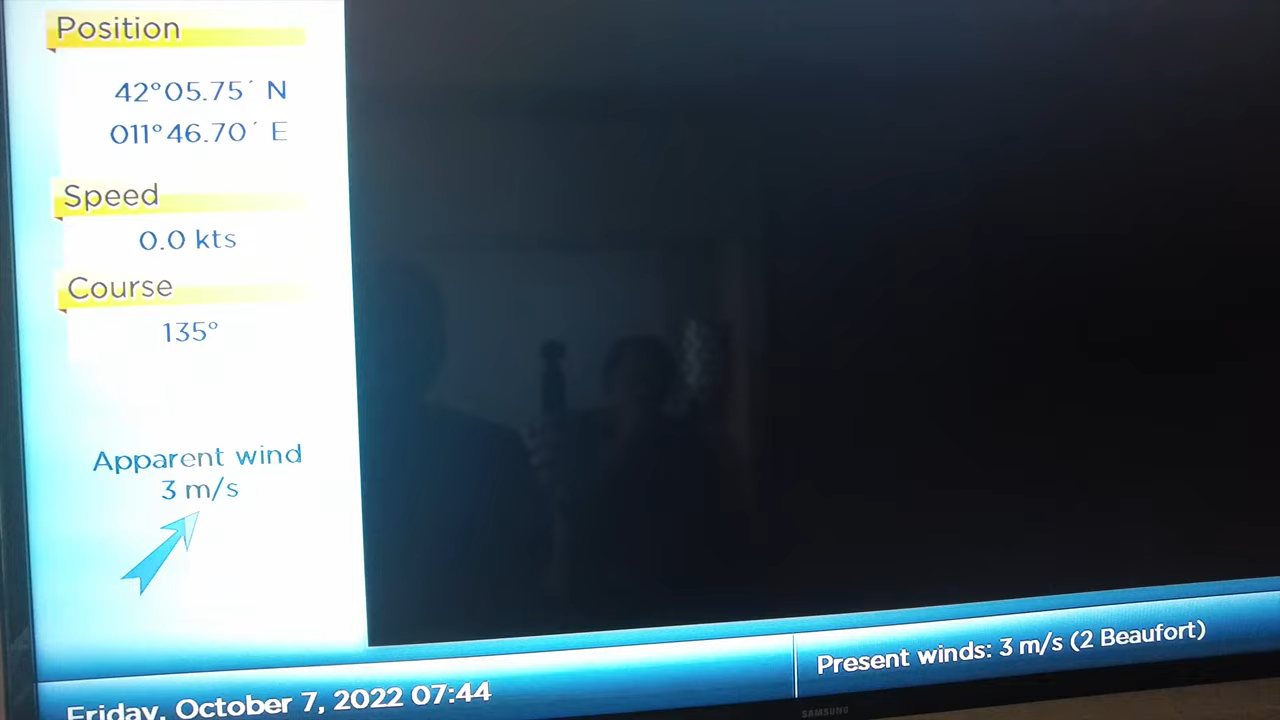 Position
42°05.75´ N
011°46.70´ E
Speed
0.0 kts
Course
135°
Apparent wind
3 m/s
Present winds: 3 m/s (2 Beaufort)
Friday, October 7, 2022 07:44
SAMSUNG